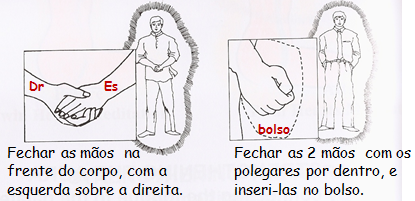 Dr Es
Fechar as mãos na
frente do corpo, com a
esquerda sobre a direita.
bolso
Fechar as 2 mãos com os
polegares por dentro, e
inseri-las no bolso.